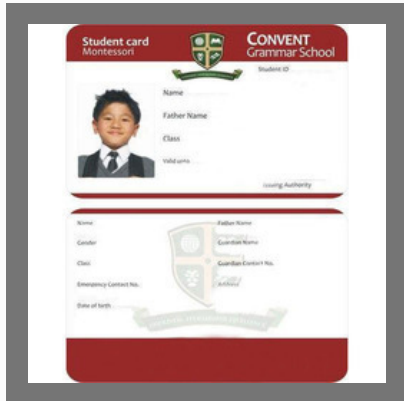 Student card
Montessori
CONVENT
Grammar School
Student ID
Name
Father Name
Class
Valid upto
Issuing Authority
Name
Father Name
Gender
Guardian Name
Class
Guardian Contact No.
Emergency Contact No.
Address
Date of birth